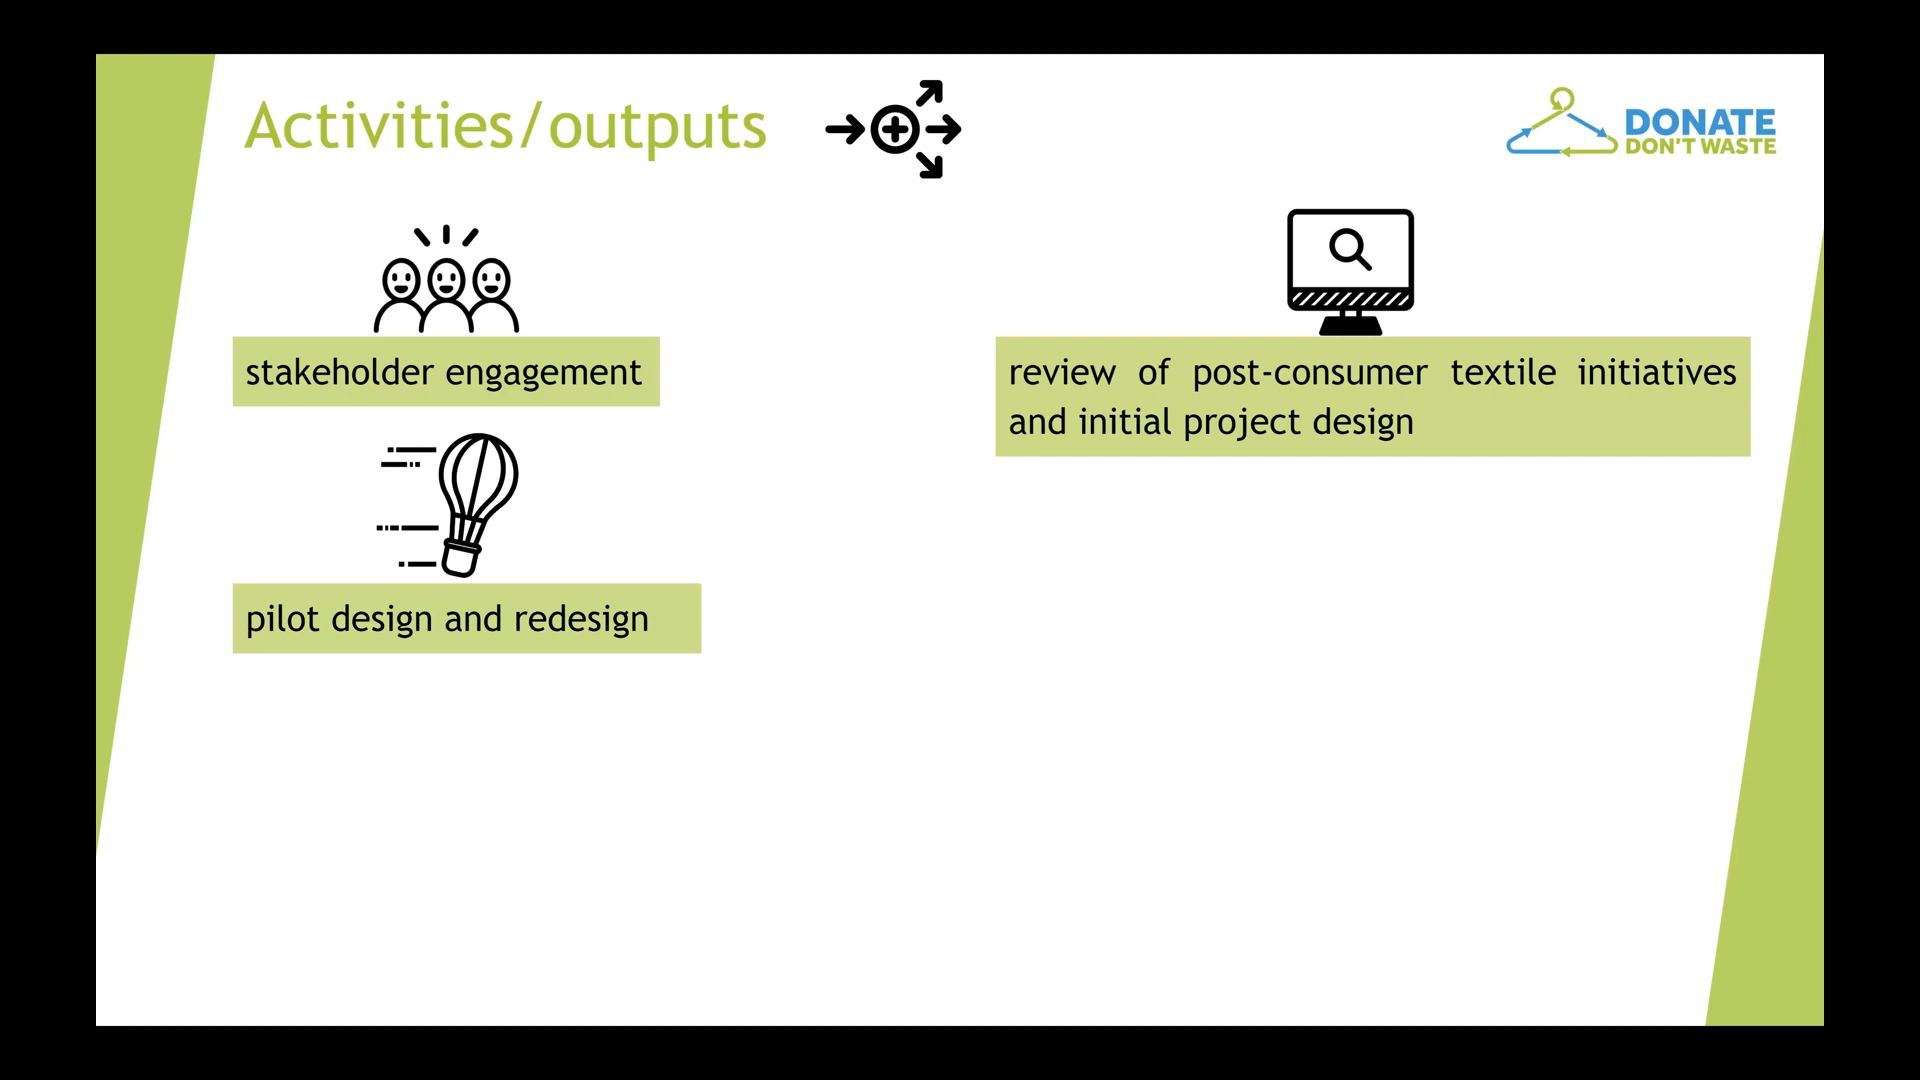 Activities/outputs
DONATE
DON'T WASTE
stakeholder engagement
review of post-consumer textile initiatives
and initial project design
pilot design and redesign